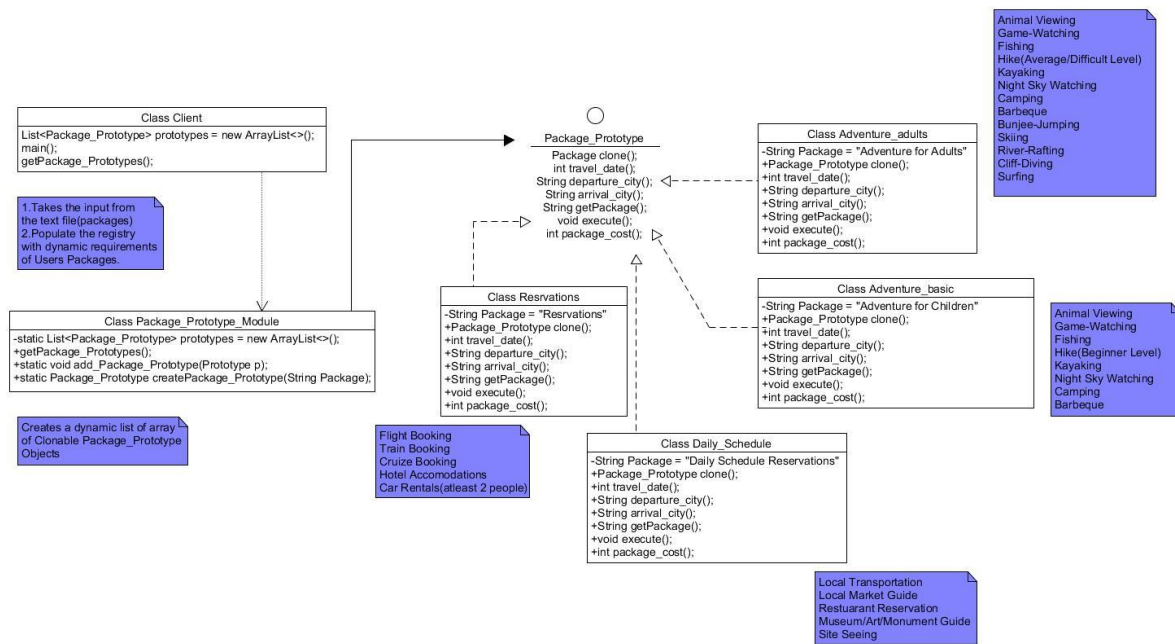 Class Client
List<Package_Prototype> prototypes = new ArrayList<>();
main();
getPackage_Prototypes();
1.Takes the input from
the text file(packages)
2.Populate the registry
with dynamic requirements
of Users Packages.
Class Package_Prototype_Module
-static List<Package_Prototype> prototypes = new ArrayList<>();
+getPackage_Prototypes();
+static void add_Package_Prototype(Prototype p);
+static Package_Prototype createPackage_Prototype(String Package);
Creates a dynamic list of array
of Clonable Package_Prototype
Objects
Package_Prototype
Package clone();
int travel_date();
String departure_city();
String arrival_city();
String getPackage();
void execute();
int package_cost();
Class Resrvations
-String Package = "Resrvations"
+Package_Prototype clone();
+int travel_date();
+String departure_city();
+String arrival_city();
+String getPackage();
+void execute();
+int package_cost();
Flight Booking
Train Booking
Cruize Booking
Hotel Accomodations
Car Rentals(atleast 2 people)
Class Daily_Schedule
-String Package = "Daily Schedule Reservations"
+Package_Prototype clone();
+int travel_date();
+String departure_city();
+String arrival_city();
+String getPackage();
+void execute();
+int package_cost();
Local Transportation
Local Market Guide
Restuarant Reservation
Museum/Art/Monument Guide
Site Seeing
Class Adventure_adults
-String Package = "Adventure for Adults"
+Package_Prototype clone();
+int travel_date();
+String departure_city();
+String arrival_city();
+String getPackage();
+void execute();
+int package_cost();
Animal Viewing
Game-Watching
Fishing
Hike(Average/Difficult Level)
Kayaking
Night Sky Watching
Camping
Barbeque
Bunjee-Jumping
Skiing
River-Rafting
Cliff-Diving
Surfing
Class Adventure_basic
-String Package = "Adventure for Children"
+Package_Prototype clone();
+int travel_date();
+String departure_city();
+String arrival_city();
+String getPackage();
+void execute();
+int package_cost();
Animal Viewing
Game-Watching
Fishing
Hike(Beginner Level)
Kayaking
Night Sky Watching
Camping
Barbeque